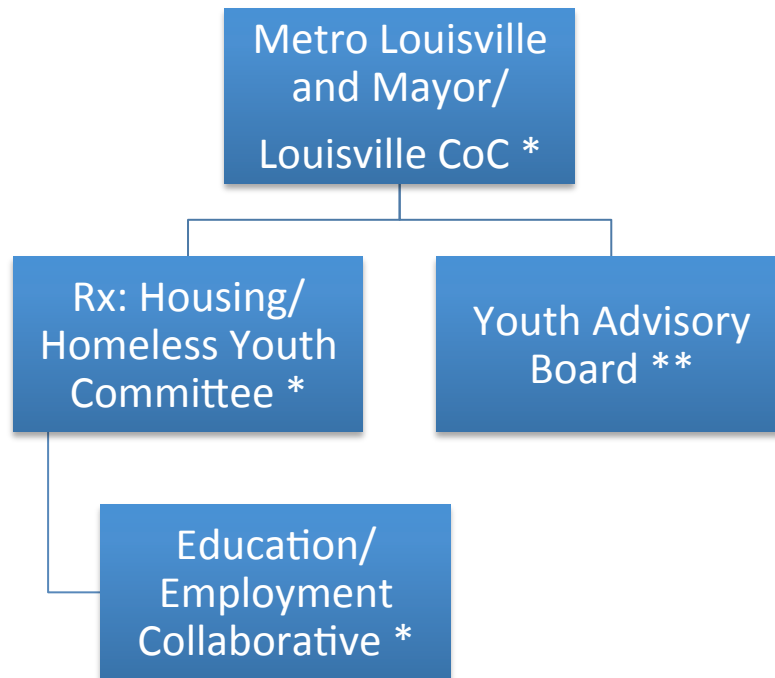 Metro Louisville
and Mayor/
Louisville CoC *
Rx: Housing/
Homeless Youth
Committee *
Youth Advisory
Board **
Education/
Employment
Collaborative *